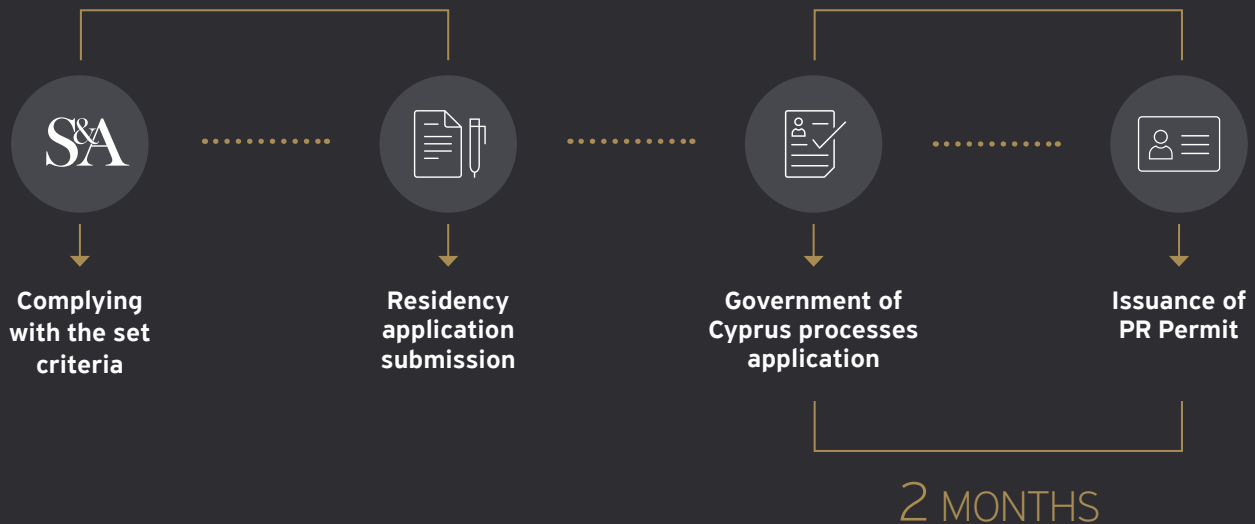 S&A
Complying
with the set
criteria
Residency
application
submission
Government of
Cyprus processes
application
Issuance of
PR Permit
2 MONTHS